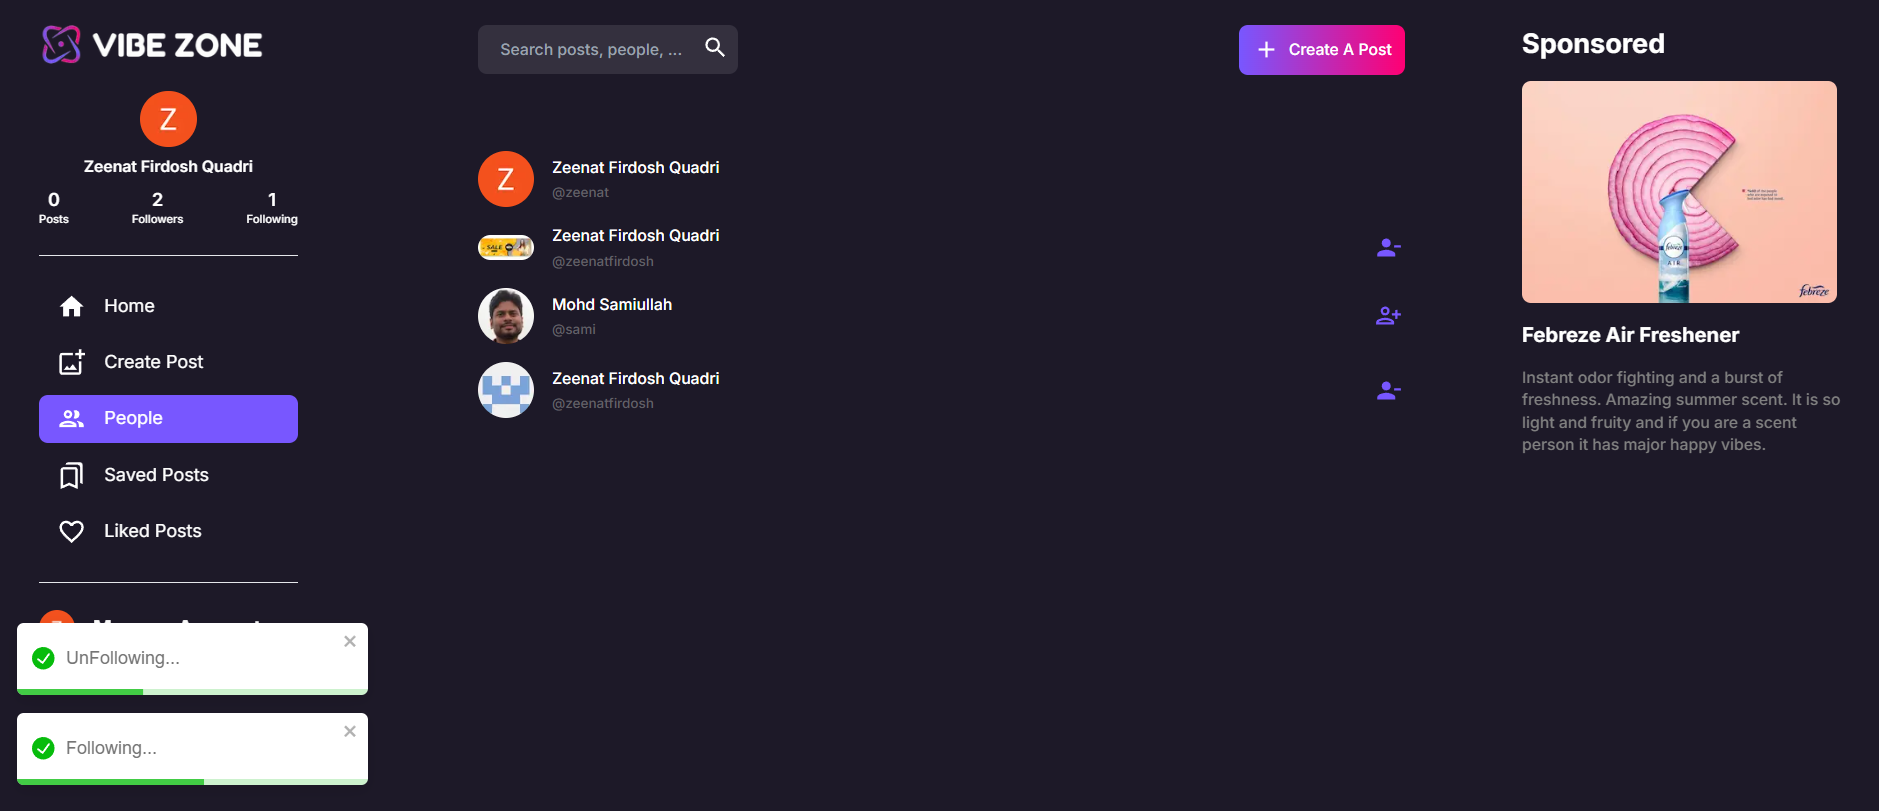 VIBE ZONE
Z
Zeenat Firdosh Quadri
0
Posts
2
Followers
1
Following
Home
Create Post
People
Saved Posts
Liked Posts
UnFollowing...
Following...
Search posts, people, ...
Create A Post
Z
Zeenat Firdosh Quadri
@zeenat
SALE
Zeenat Firdosh Quadri
@zeenatfirdosh
Mohd Samiullah
@sami
Zeenat Firdosh Quadri
@zeenatfirdosh
Sponsored
febreze
AIR
febreze
Febreze Air Freshener
Instant odor fighting and a burst of
freshness. Amazing summer scent. It is so
light and fruity and if you are a scent
person it has major happy vibes.